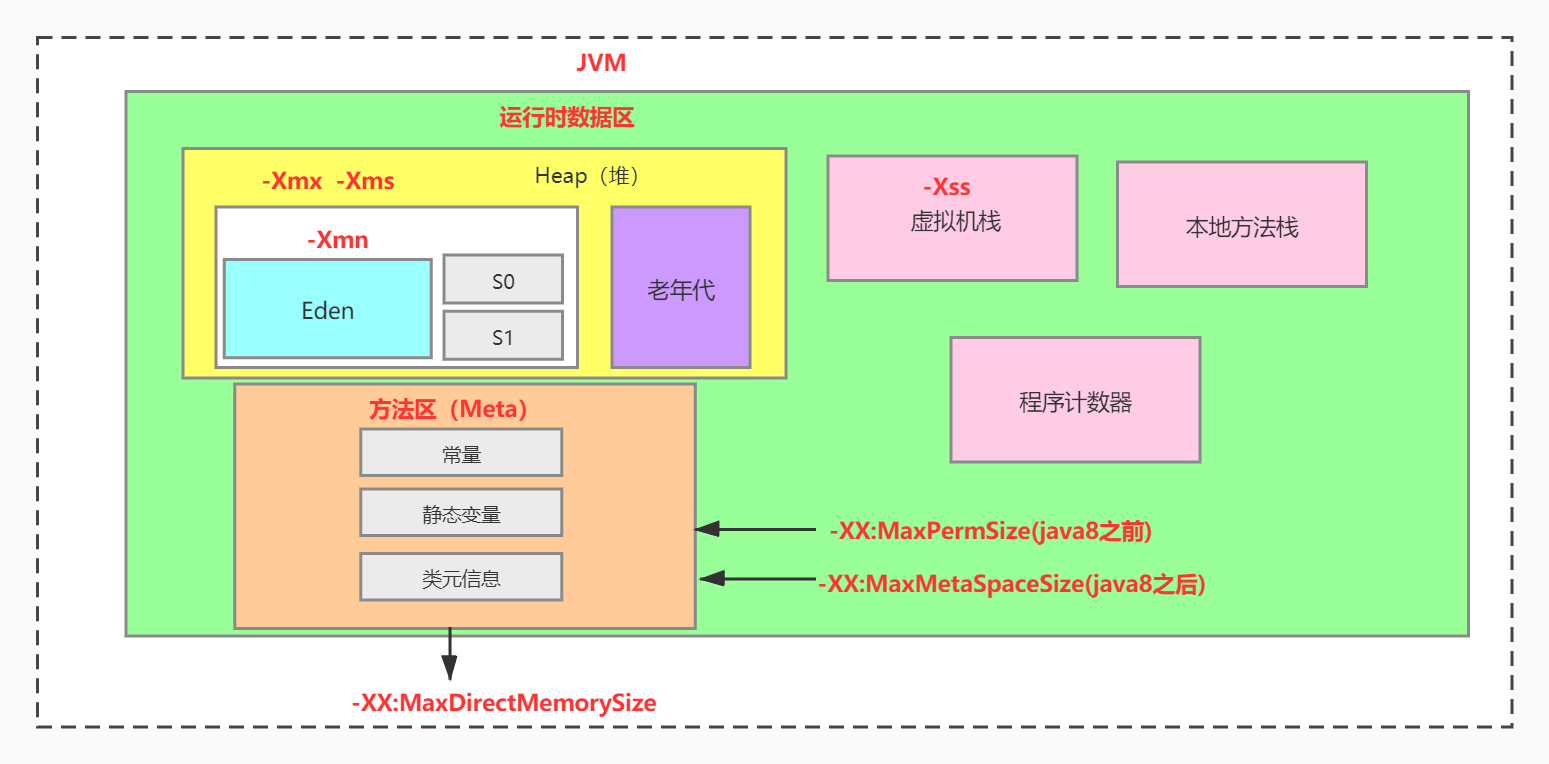 JVM
运行时数据区
-Xmx -Xms
Heap（堆）
-Xmn
Eden
S0
S1
老年代
-Xss
虚拟机栈
本地方法栈
程序计数器
方法区（Meta）
常量
静态变量
类元信息
-XX:MaxPermSize(java8之前)
-XX:MaxMetaSpaceSize(java8之后)
-XX:MaxDirectMemorySize